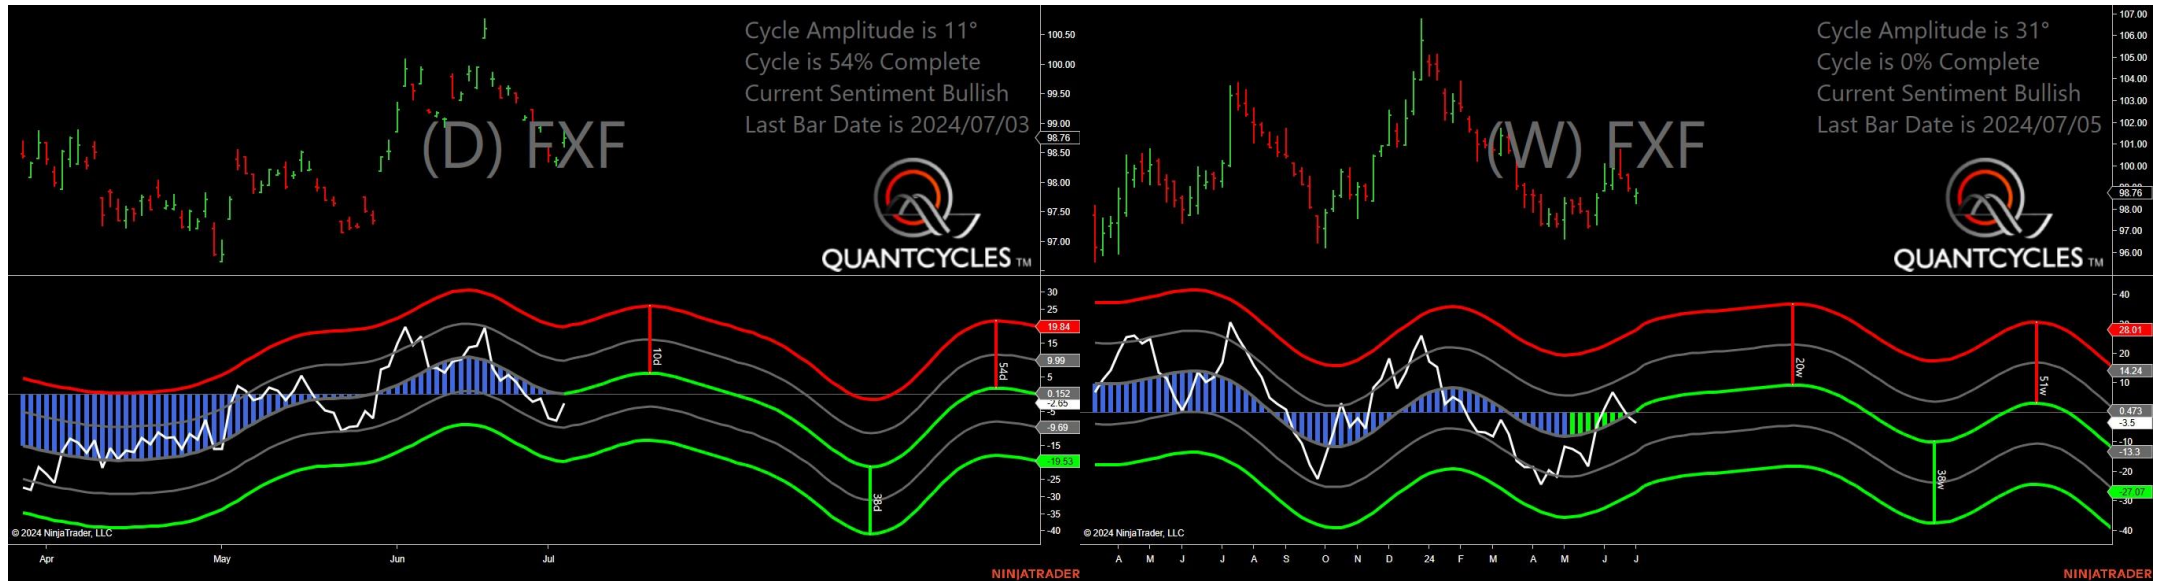 Cycle Amplitude is 11°
Cycle is 54% Complete
Current Sentiment Bullish
Last Bar Date is 2024/07/03
(D) FXF
QUANTCYCLES TM
100.50
100.00
99.50
99.00
98.76
98.50
98.00
97.50
97.00
30
25
19.84
15
9.99
5
0.152
-2.65
-5
-9.69
-15
-19.53
-25
-30
-35
-40
10d
38d
54d
© 2024 NinjaTrader, LLC
Apr
May
Jun
Jul
NINJATRADER
Cycle Amplitude is 31°
Cycle is 0% Complete
Current Sentiment Bullish
Last Bar Date is 2024/07/05
(W) FXF
QUANTCYCLES TM
107.00
106.00
105.00
104.00
103.00
102.00
101.00
100.00
98.76
98.00
97.00
96.00
40
28.01
20
14.24
10
0.473
-3.5
-10
-13.3
-20
-27.07
-30
-40
20w
38w
51w
© 2024 NinjaTrader, LLC
A M J J A S O N D 24 F M A M J J
NINJATRADER